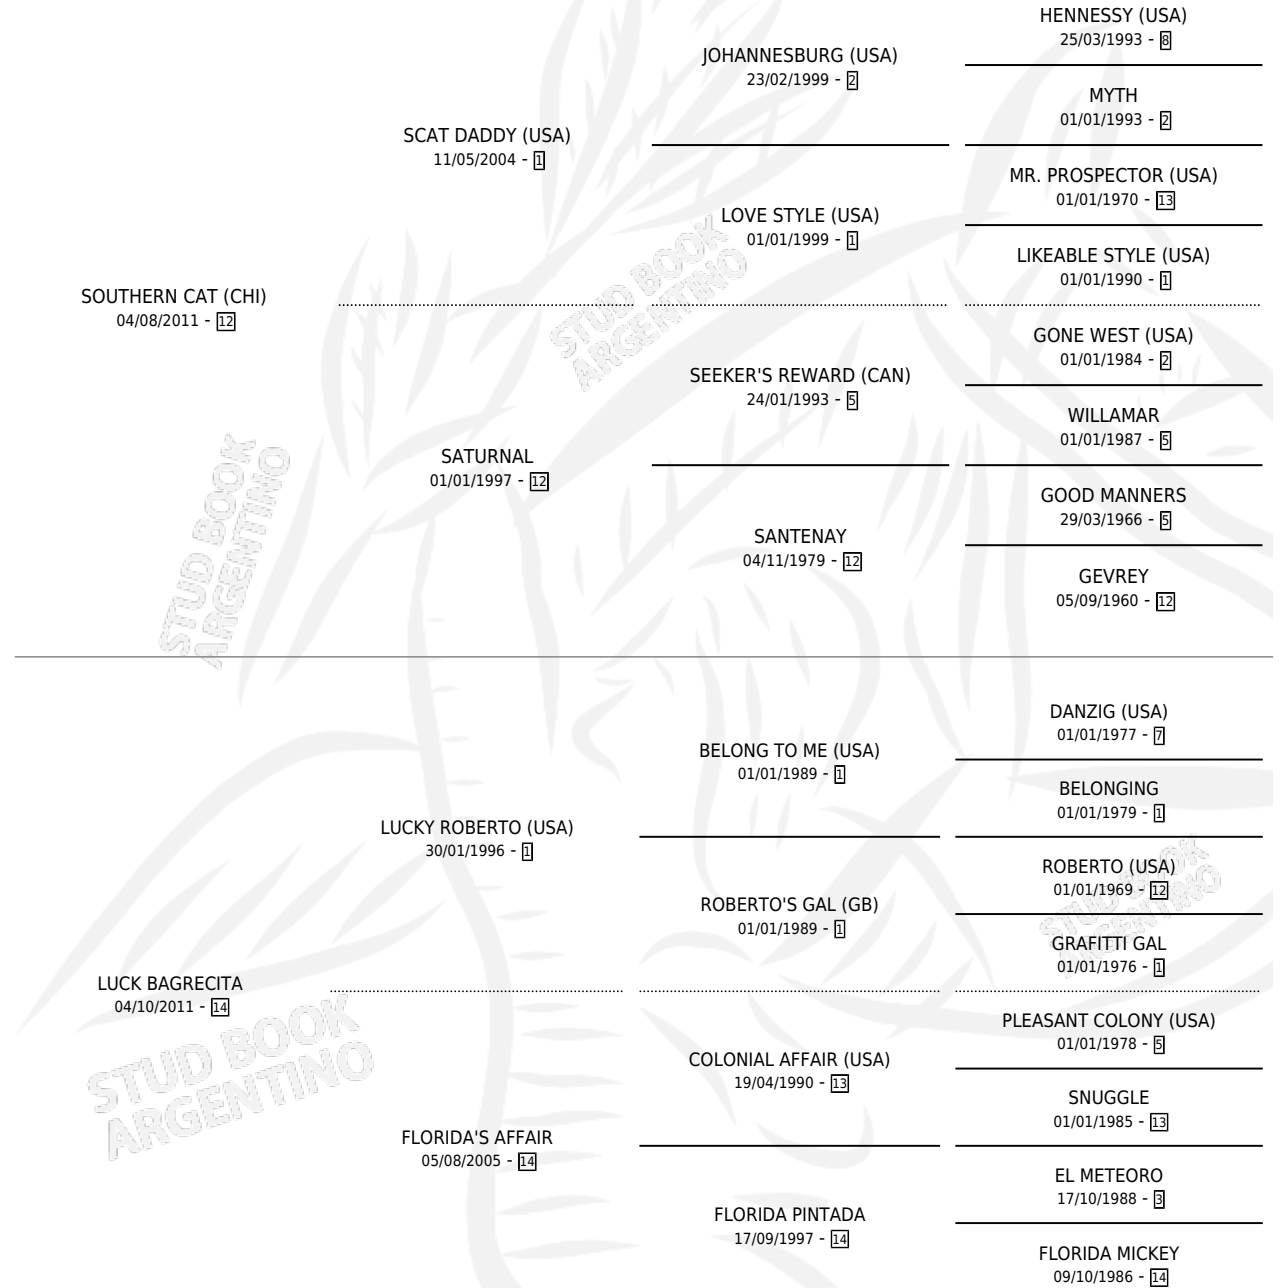 HENNESSY (USA)
25/03/1993 - 8
JOHANNESBURG (USA)
23/02/1999 - 2
MYTH
01/01/1993 - 2
SCAT DADDY (USA)
11/05/2004 - 1
MR. PROSPECTOR (USA)
01/01/1970 - 13
LOVE STYLE (USA)
01/01/1999 - 1
LIKEABLE STYLE (USA)
01/01/1990 - 1
SOUTHERN CAT (CHI)
04/08/2011 - 12
STUD BOOK
ARGENTINO
GONE WEST (USA)
01/01/1984 - 2
SEEKER'S REWARD (CAN)
24/01/1993 - 5
WILLAMAR
01/01/1987 - 5
SATURNAL
01/01/1997 - 12
GOOD MANNERS
29/03/1966 - 5
SANTENAY
04/11/1979 - 12
GEVREY
05/09/1960 - 12
STUD BOOK
ARGENTINO
DANZIG (USA)
01/01/1977 - 7
BELONG TO ME (USA)
01/01/1989 - 1
BELONGING
01/01/1979 - 1
LUCKY ROBERTO (USA)
30/01/1996 - 1
ROBERTO (USA)
01/01/1969 - 12
ROBERTO'S GAL (GB)
01/01/1989 - 1
STUD BOOK
ARGENTINO
GRAFITTI GAL
01/01/1976 - 1
LUCK BAGRECITA
04/10/2011 - 14
STUD BOOK
ARGENTINO
PLEASANT COLONY (USA)
01/01/1978 - 5
COLONIAL AFFAIR (USA)
19/04/1990 - 13
SNUGGLE
01/01/1985 - 13
FLORIDA'S AFFAIR
05/08/2005 - 14
EL METEORO
17/10/1988 - 3
FLORIDA PINTADA
17/09/1997 - 14
FLORIDA MICKEY
09/10/1986 - 14